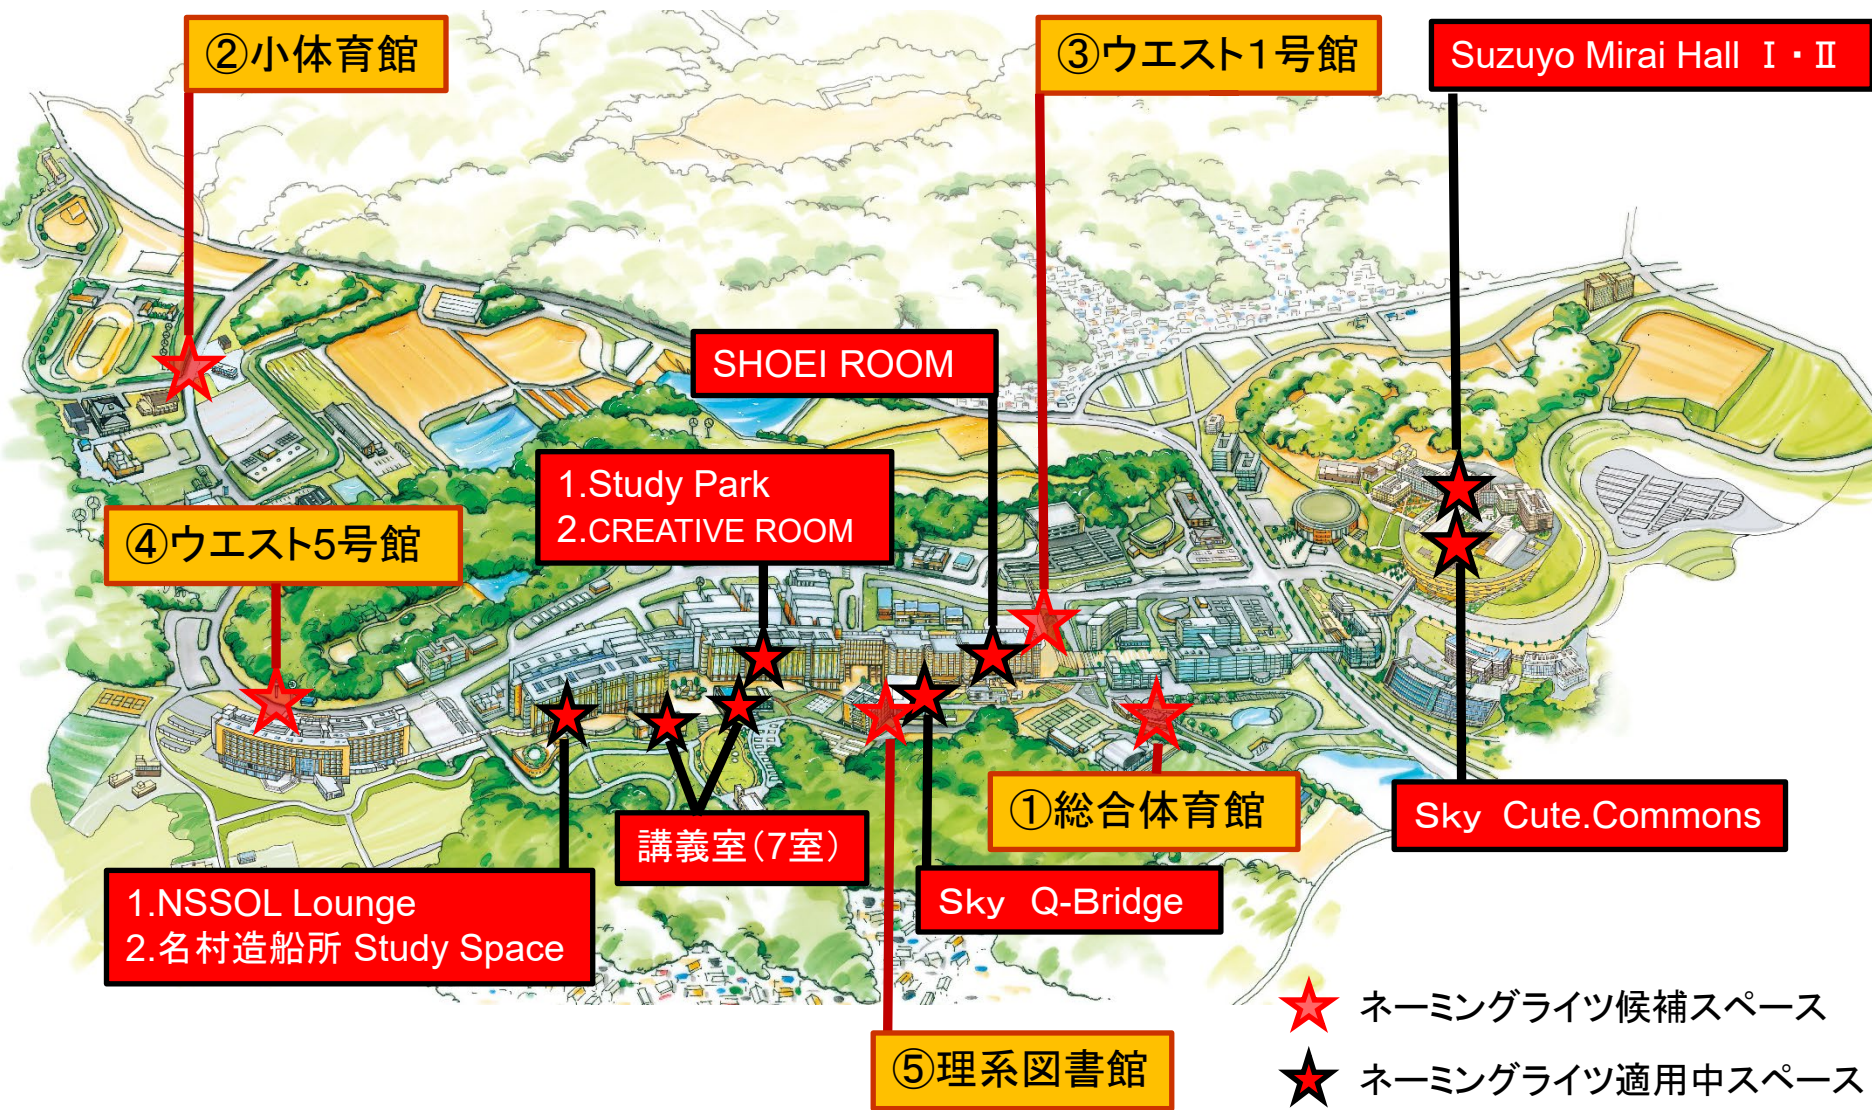 ②小体育館
③ウエスト1号館
Suzuyo Mirai Hall Ⅰ・Ⅱ
SHOEI ROOM
1.Study Park
2.CREATIVE ROOM
④ウエスト5号館
①総合体育館
Sky Cute.Commons
講義室(7室)
1.NSSOL Lounge
2.名村造船所 Study Space
Sky Q-Bridge
⑤理系図書館
ネーミングライツ候補スペース
ネーミングライツ適用中スペース